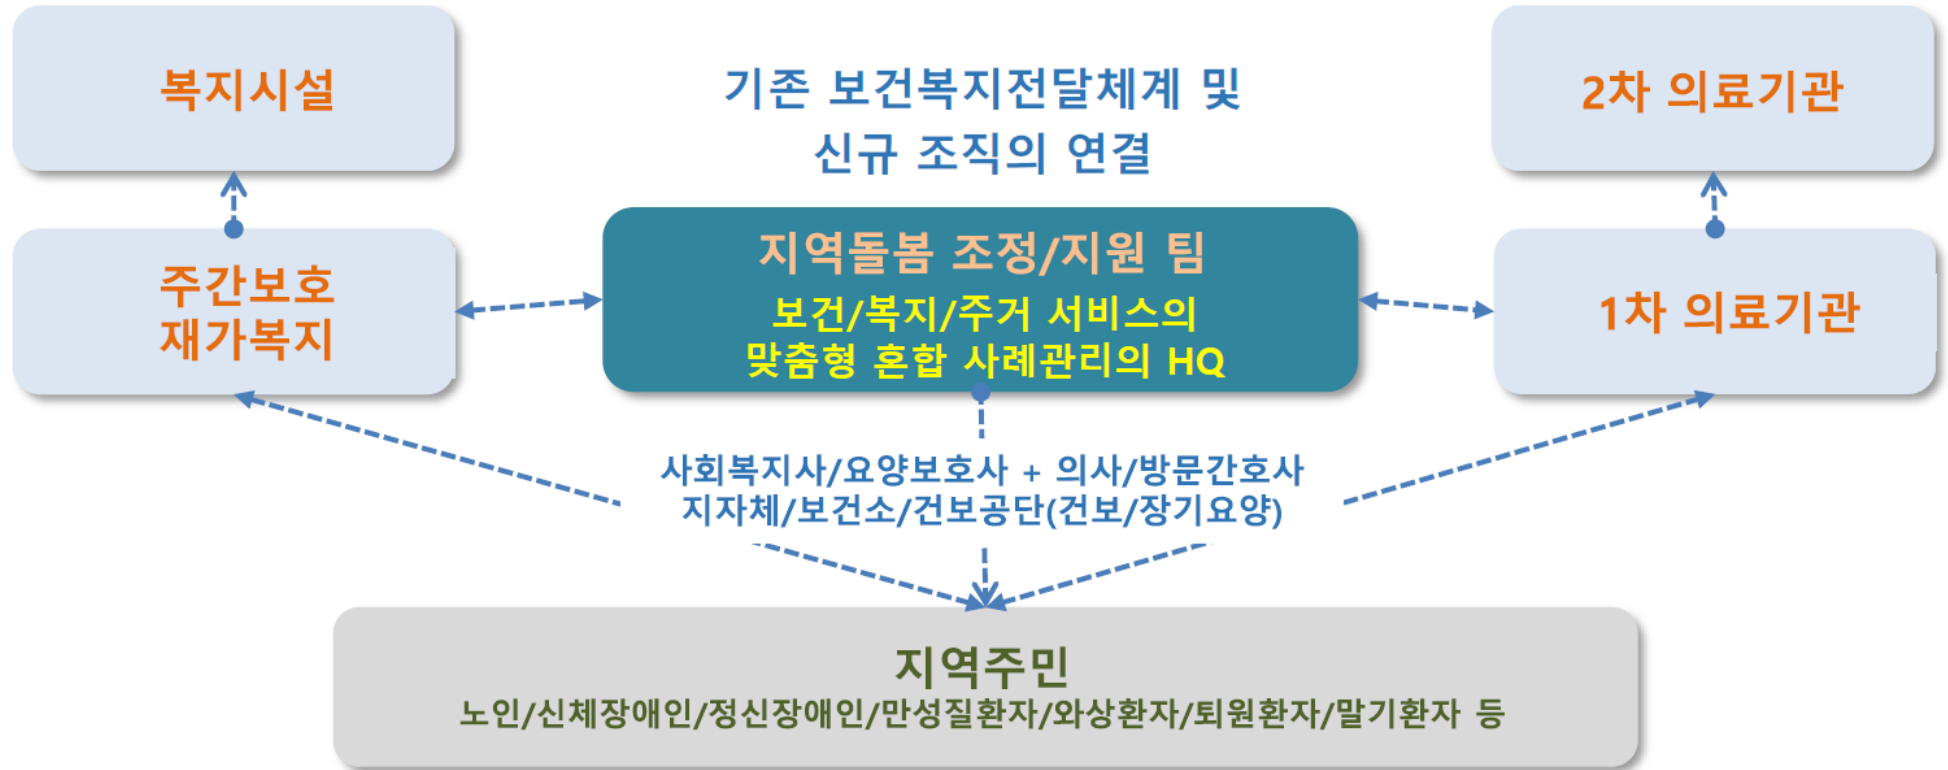 복지시설
기존 보건복지전달체계 및
신규 조직의 연결
2차 의료기관
주간보호
재가복지
지역돌봄 조정/지원 팀
보건/복지/주거 서비스의
맞춤형 혼합 사례관리의 HQ
1차 의료기관
사회복지사/요양보호사 + 의사/방문간호사
지자체/보건소/건보공단(건보/장기요양)
지역주민
노인/신체장애인/정신장애인/만성질환자/와상환자/퇴원환자/말기환자 등